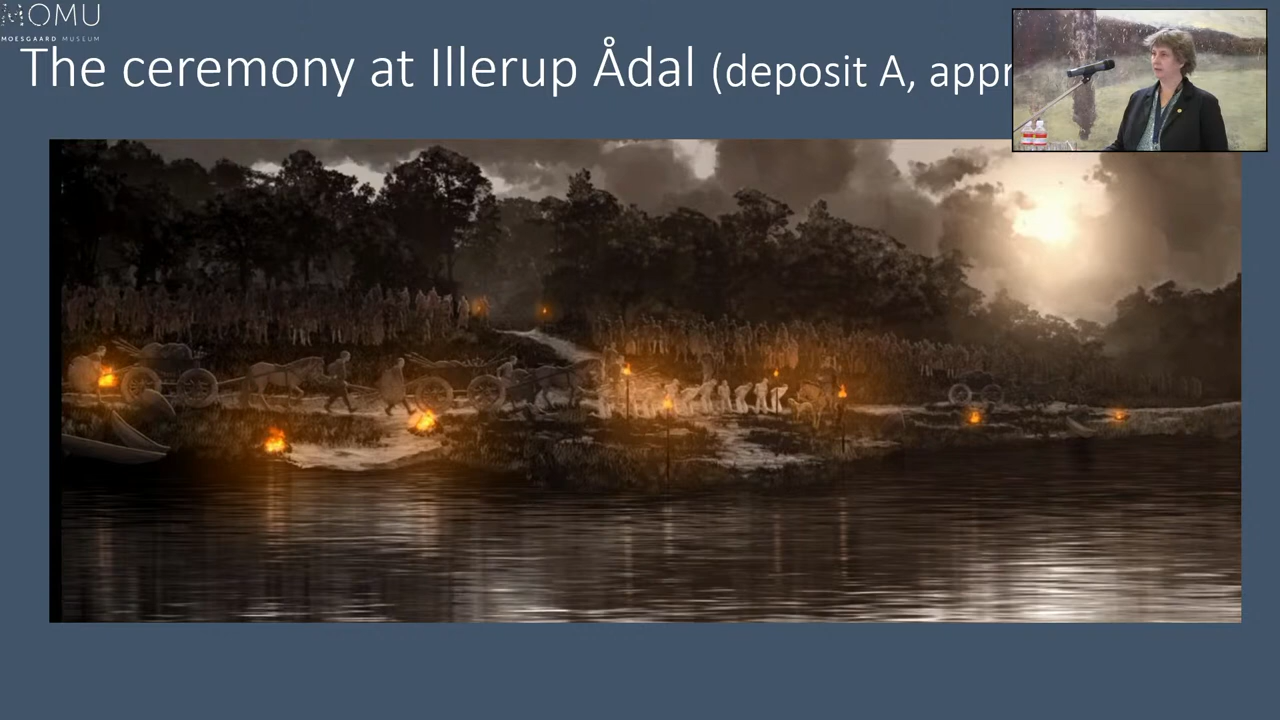 MOMU
MOESGAARD MUSEUM
The ceremony at Illerup Ådal (deposit A, appr